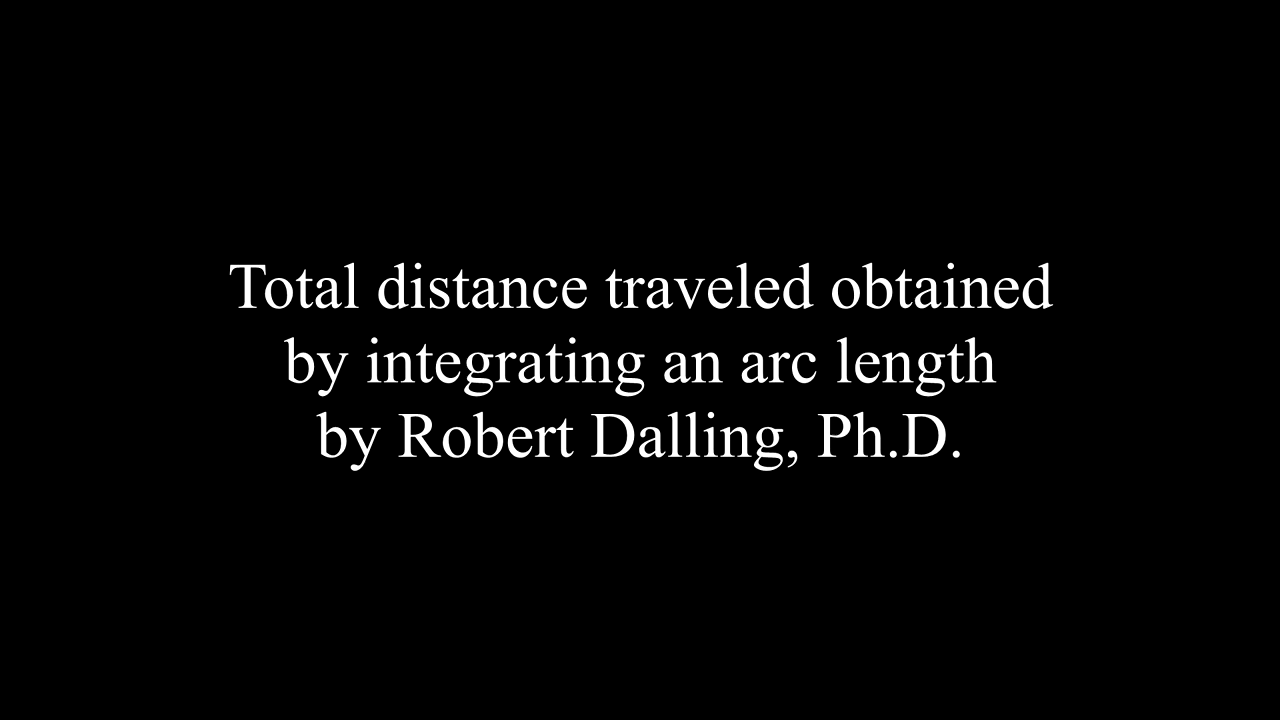 Total distance traveled obtained
by integrating an arc length
by Robert Dalling, Ph.D.